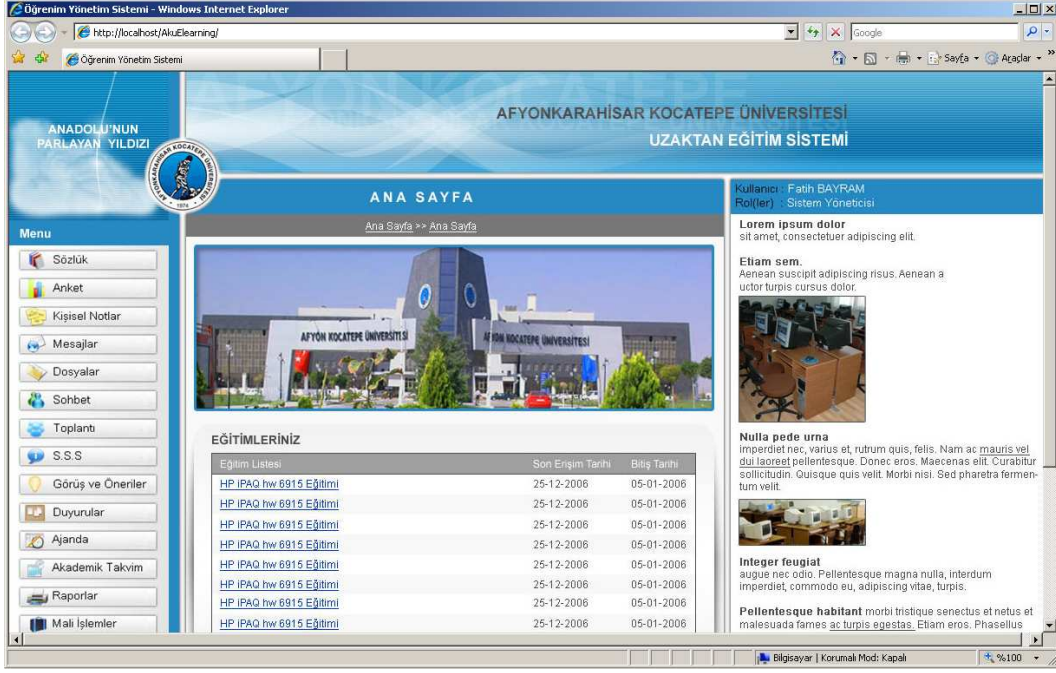 Öğrenim Yönetim Sistemi - Windows Internet Explorer
http://localhost/AkuElearning/
Google
Öğrenim Yönetim Sistemi
Sayfa
Araçlar
AFYON KOCATEPE
ANADOLU'NUN
PARLAYAN YILDIZI
AFYONKARAHİSAR KOCATEPE ÜNİVERSİTESİ
UZAKTAN EĞİTİM SİSTEMİ
Menu
Sözlük
Anket
Kişisel Notlar
Mesajlar
Dosyalar
Sohbet
Toplantı
S.S.S
Görüş ve Öneriler
Duyurular
Ajanda
Akademik Takvim
Raporlar
Mali İşlemler
ANA SAYFA
Ana Sayfa >> Ana Sayfa
AFYON KOCATEPE ÜNİVERSİTESİ
AFYON KOCATEPE ÜNİVERSİTESİ
EĞİTİMLERİNİZ
Eğitim Listesi Son Erişim Tarihi Bitiş Tarihi
HP iPAQ hw 6915 Eğitimi 25-12-2006 05-01-2006
HP iPAQ hw 6915 Eğitimi 25-12-2006 05-01-2006
HP iPAQ hw 6915 Eğitimi 25-12-2006 05-01-2006
HP iPAQ hw 6915 Eğitimi 25-12-2006 05-01-2006
HP iPAQ hw 6915 Eğitimi 25-12-2006 05-01-2006
HP iPAQ hw 6915 Eğitimi 25-12-2006 05-01-2006
HP iPAQ hw 6915 Eğitimi 25-12-2006 05-01-2006
HP iPAQ hw 6915 Eğitimi 25-12-2006 05-01-2006
Kullanıcı : Fatih BAYRAM
Rol(ler) : Sistem Yöneticisi
Lorem ipsum dolor
sit amet, consectetuer adipiscing elit.
Etiam sem.
Aenean suscipit adipiscing risus. Aenean a
uctor turpis cursus dolor.
Nulla pede urna
imperdiet nec, varius et, rutrum quis, felis. Nam ac mauris vel
dui laoreet pellentesque. Donec eros. Maecenas elit. Curabitur
sollicitudin. Quisque quis velit. Morbi nisi. Sed pharetra fermen-
tum velit.
Integer feugiat
augue nec odio. Pellentesque magna nulla, interdum
imperdiet, commodo eu, adipiscing vitae, turpis.
Pellentesque habitant morbi tristique senectus et netus et
malesuada fames ac turpis egestas. Etiam eros. Phasellus
Bilgisayar | Korumalı Mod: Kapalı
%100